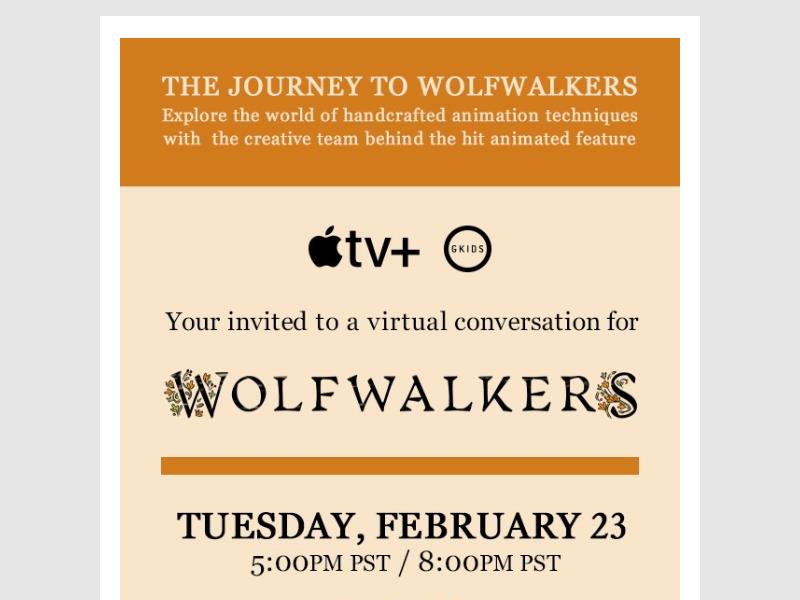 THE JOURNEY TO WOLFWALKERS
Explore the world of handcrafted animation techniques
with the creative team behind the hit animated feature
tv+ GKIDS
Your invited to a virtual conversation for
WOLFWALKERS
TUESDAY, FEBRUARY 23
5:00PM PST / 8:00PM PST